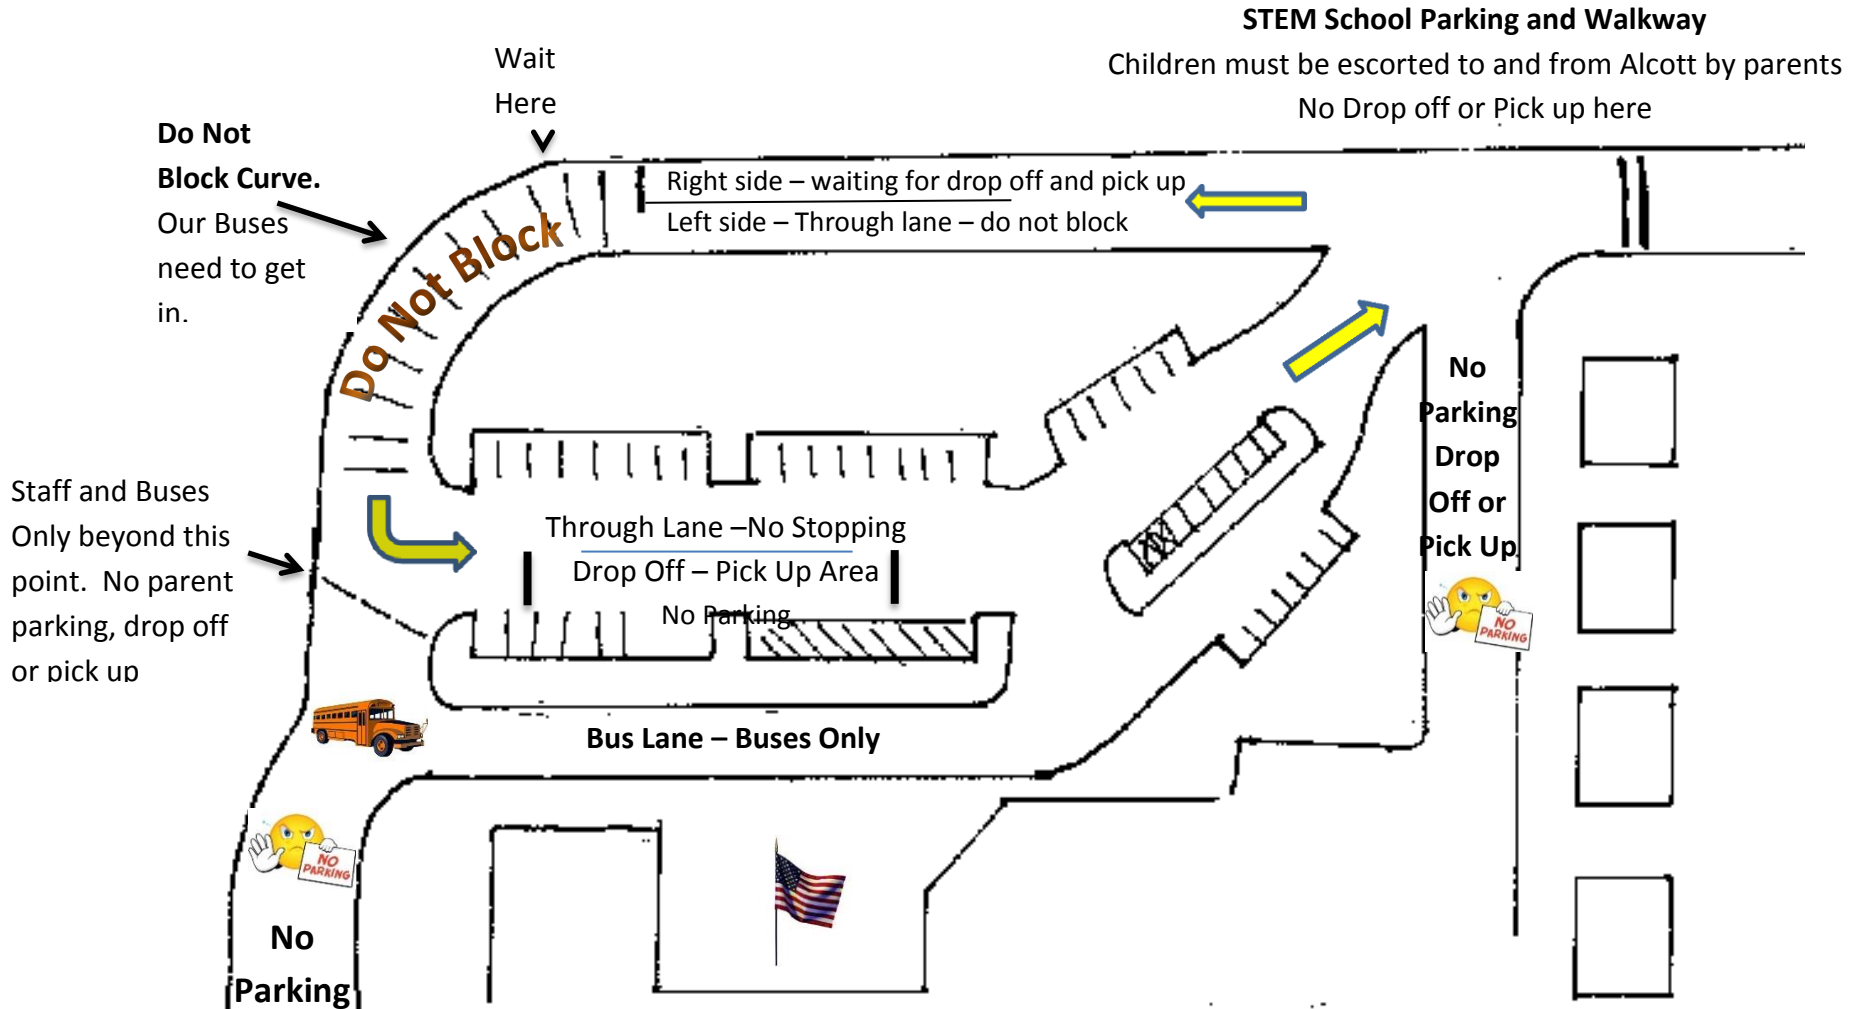 STEM School Parking and Walkway
Children must be escorted to and from Alcott by parents
No Drop off or Pick up here
Wait
Here
Do Not
Block Curve.
Our Buses
need to get
in.
Right side – waiting for drop off and pick up
Left side – Through lane – do not block
Do Not Block
No
Parking
Drop
Off or
Pick Up
NO
PARKING
Staff and Buses
Only beyond this
point.  No parent
parking, drop off
or pick up
Through Lane –No Stopping
Drop Off – Pick Up Area
No Parking
Bus Lane – Buses Only
NO
PARKING
No
Parking